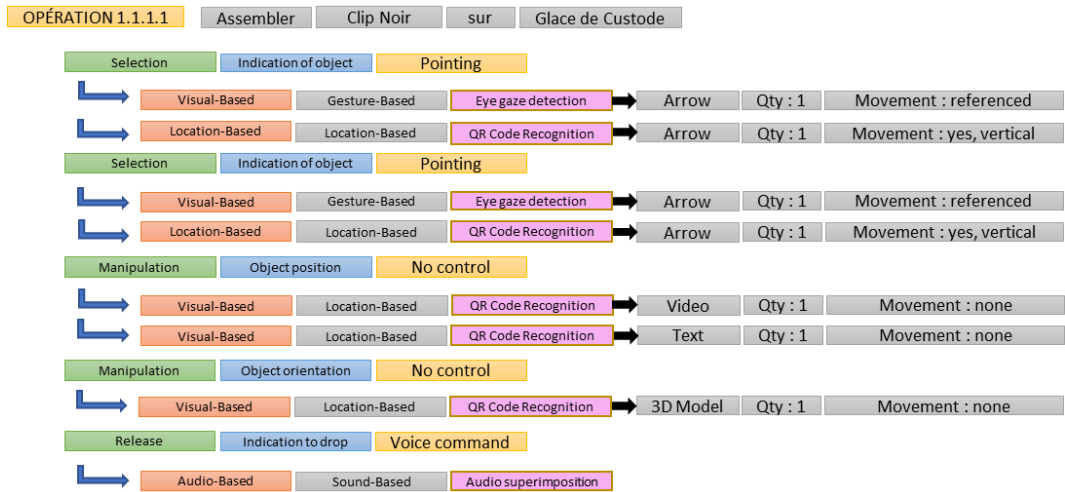 OPÉRATION 1.1.1.1 Assembler Clip Noir sur Glace de Custode
Selection Indication of object Pointing
Visual-Based Gesture-Based Eye gaze detection Arrow Qty : 1 Movement : referenced
Location-Based Location-Based QR Code Recognition Arrow Qty : 1 Movement : yes, vertical
Selection Indication of object Pointing
Visual-Based Gesture-Based Eye gaze detection Arrow Qty : 1 Movement : referenced
Location-Based Location-Based QR Code Recognition Arrow Qty : 1 Movement : yes, vertical
Manipulation Object position No control
Visual-Based Location-Based QR Code Recognition Video Qty : 1 Movement : none
Visual-Based Location-Based QR Code Recognition Text Qty : 1 Movement : none
Manipulation Object orientation No control
Visual-Based Location-Based QR Code Recognition 3D Model Qty : 1 Movement : none
Release Indication to drop Voice command
Audio-Based Sound-Based Audio superimposition